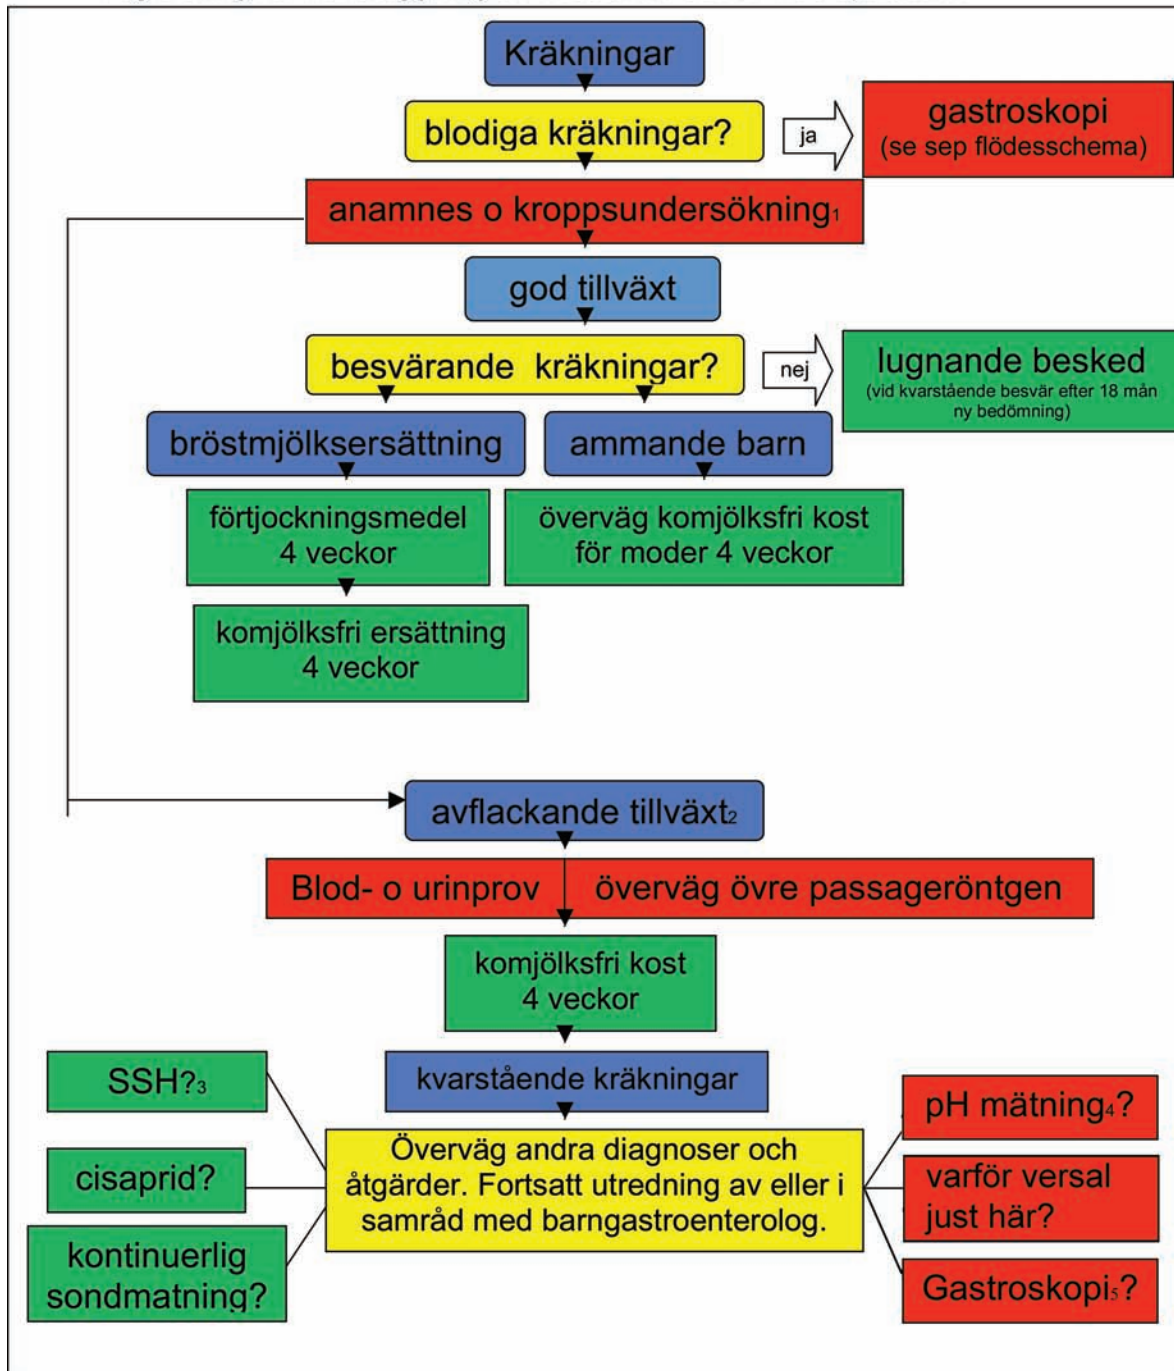 Kräkningar
blodiga kräkningar?
ja
gastroskopi
(se sep flödesschema)
anamnes o kroppsundersökning1
god tillväxt
besvärande kräkningar?
nej
lugnande besked
(vid kvarstående besvär efter 18 mån
ny bedömning)
bröstmjölksersättning
ammande barn
förtjockningsmedel
4 veckor
överväg komjölksfri kost
för moder 4 veckor
komjölksfri ersättning
4 veckor
avflackande tillväxt2
Blod- o urinprov
överväg övre passageröntgen
komjölksfri kost
4 veckor
kvarstående kräkningar
SSH?3
cisaprid?
kontinuerlig
sondmatning?
Överväg andra diagnoser och
åtgärder. Fortsatt utredning av eller i
samråd med barngastroenterolog.
pH mätning4?
varför versal
just här?
Gastroskopi5?